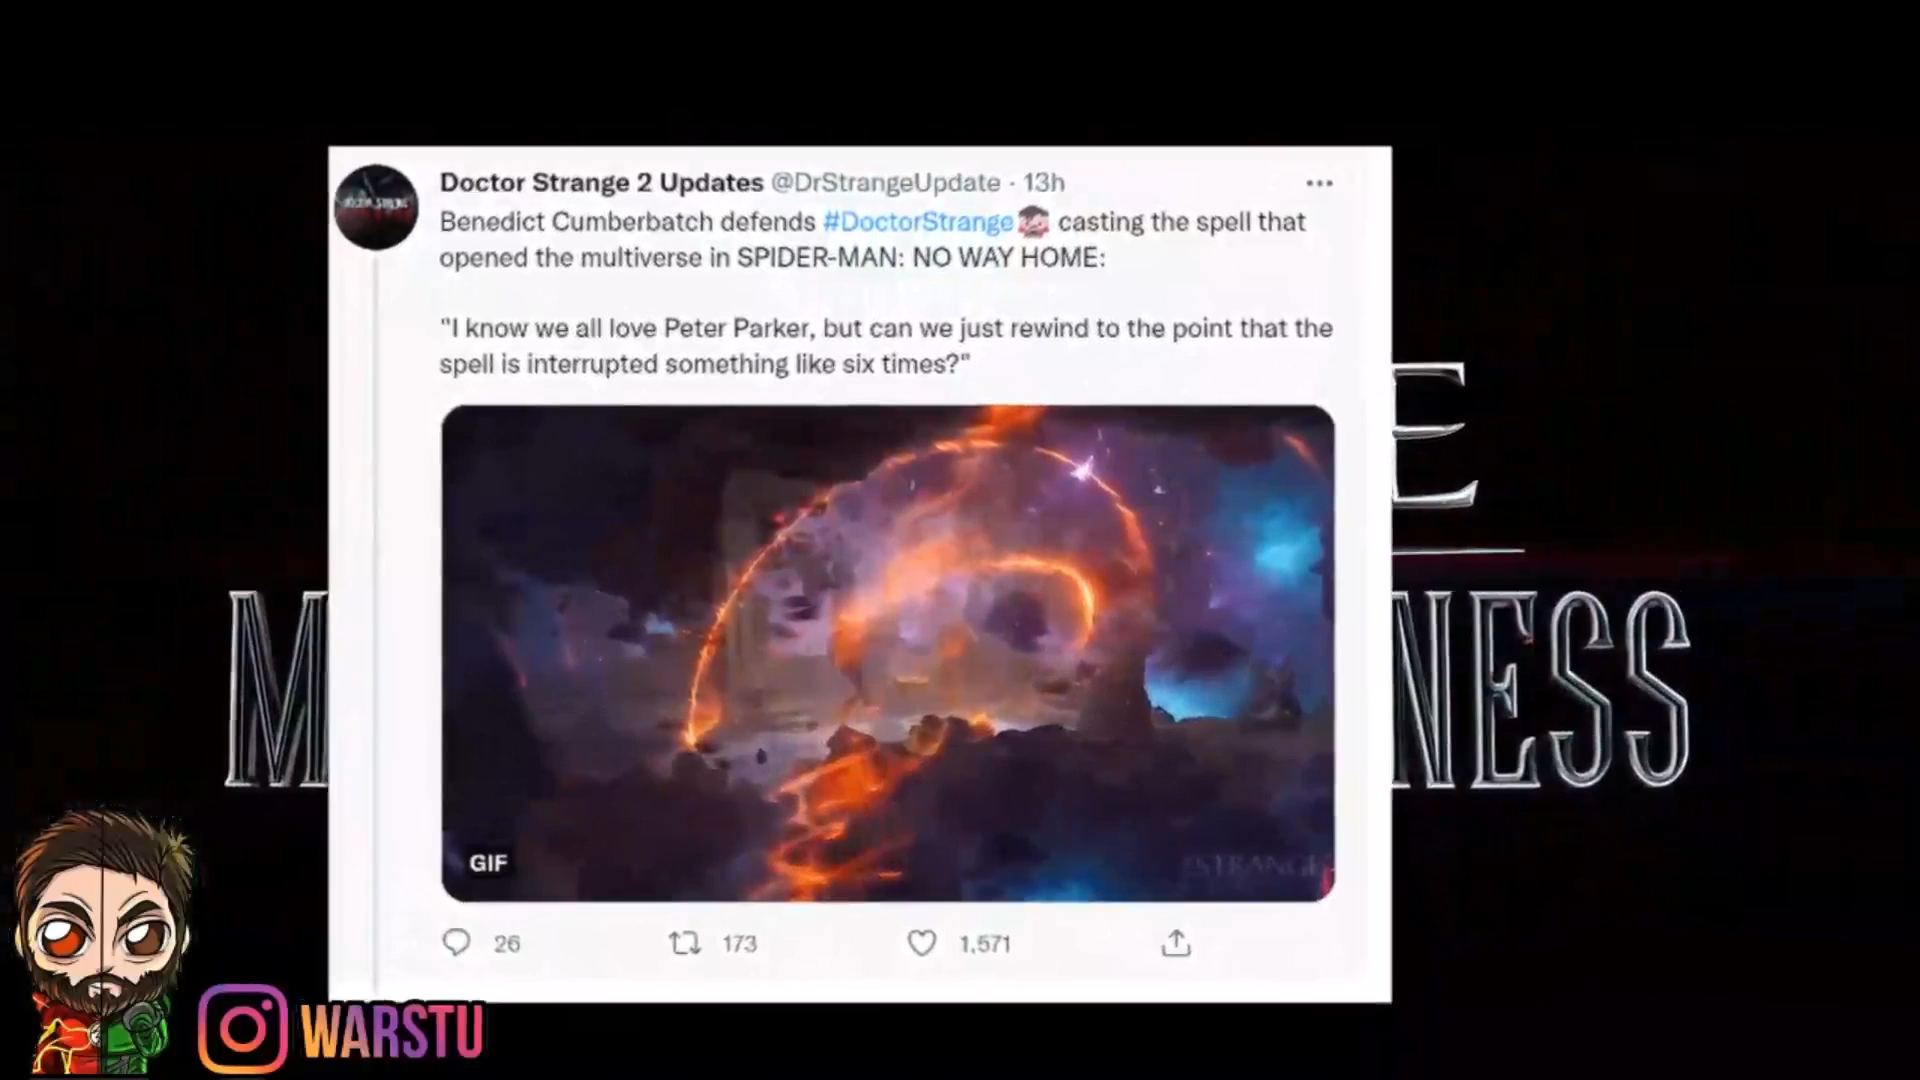 Doctor Strange 2 Updates @DrStrangeUpdate · 13h
Benedict Cumberbatch defends #DoctorStrange casting the spell that
opened the multiverse in SPIDER-MAN: NO WAY HOME:
"I know we all love Peter Parker, but can we just rewind to the point that the
spell is interrupted something like six times?"
E
M NESS
STRANGE
GIF
26 173 1,571
WARSTU